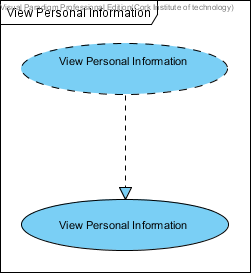 Visual Paradigm Professional Edition(Cork Institute of technology)
View Personal Information
View Personal Information
View Personal Information